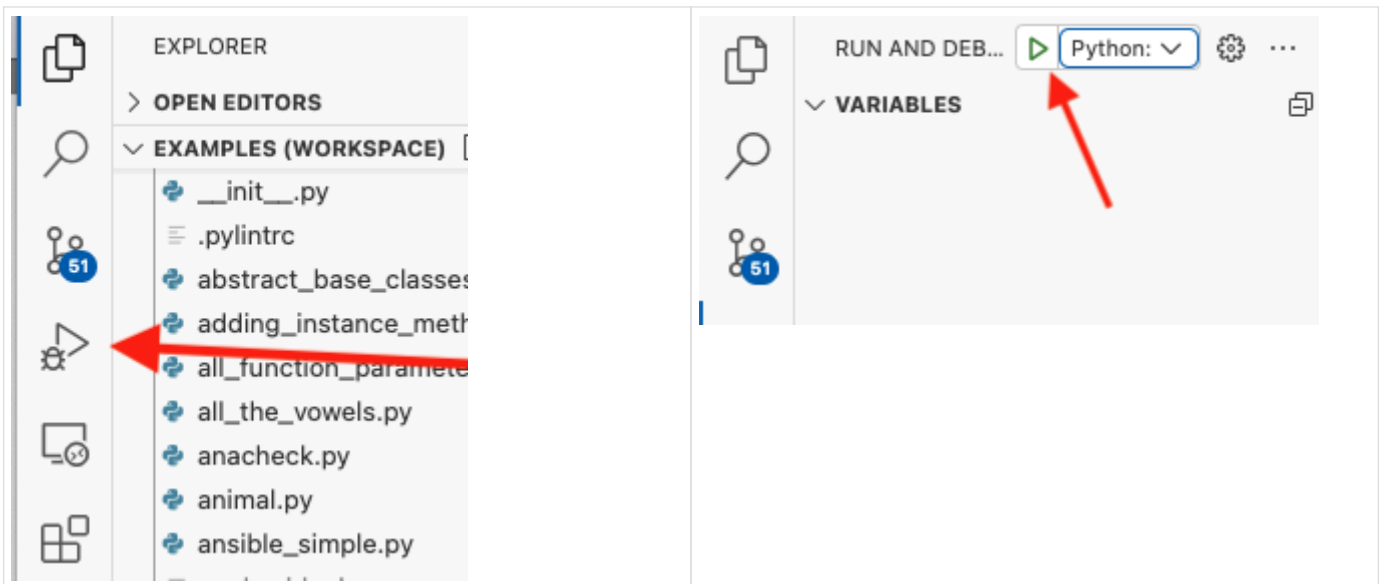 EXPLORER
OPEN EDITORS
EXAMPLES (WORKSPACE)
__init__.py
.pylintrc
abstract_base_classes
adding_instance_meth
all_function_paramete
all_the_vowels.py
anacheck.py
animal.py
ansible_simple.py
51
RUN AND DEB... Python:
VARIABLES
51